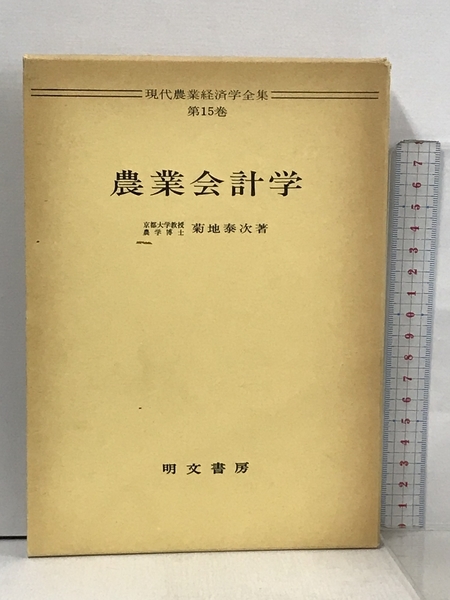 現代農業経済学全集
第15巻
農業会計学
京都大学教授
農学博士 菊地泰次著
明文書房